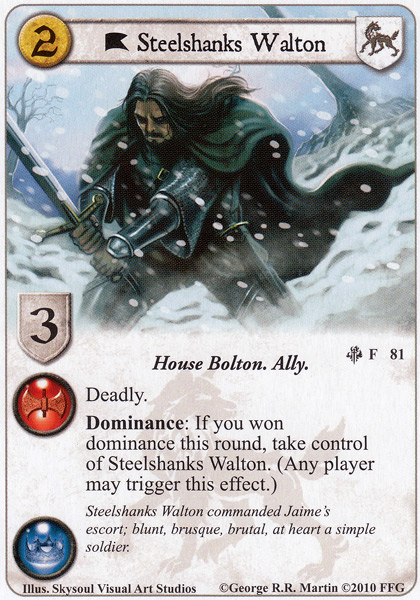 2
Steelshanks Walton
3
F 81
House Bolton. Ally.
Deadly.
Dominance: If you won
dominance this round, take control
of Steelshanks Walton. (Any player
may trigger this effect.)
Steelshanks Walton commanded Jaime's
escort; blunt, brusque, brutal, at heart a simple
soldier.
Illus. Skysoul Visual Art Studios ©George R.R. Martin ©2010 FFG